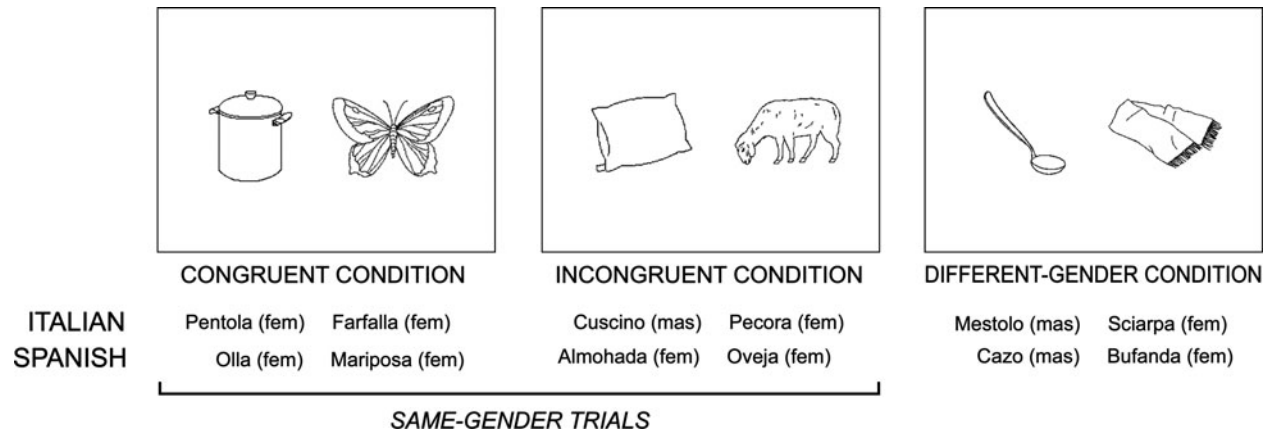 CONGRUENT CONDITION INCONGRUENT CONDITION DIFFERENT-GENDER CONDITION
ITALIAN Pentola (fem) Farfalla (fem) Cuscino (mas) Pecora (fem) Mestolo (mas) Sciarpa (fem)
SPANISH Olla (fem) Mariposa (fem) Almohada (fem) Oveja (fem) Cazo (mas) Bufanda (fem)
SAME-GENDER TRIALS